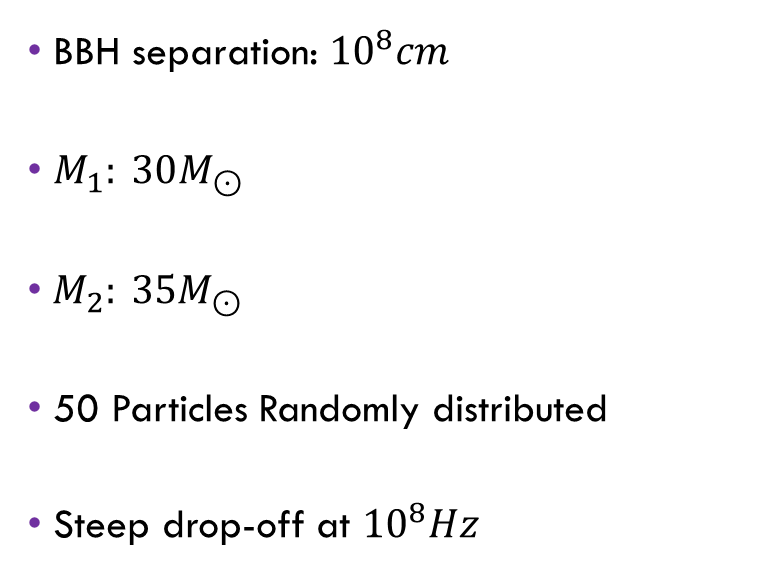 • BBH separation: 10⁸cm
• M₁: 30M☉
• M₂: 35M☉
• 50 Particles Randomly distributed
• Steep drop-off at 10⁸Hz